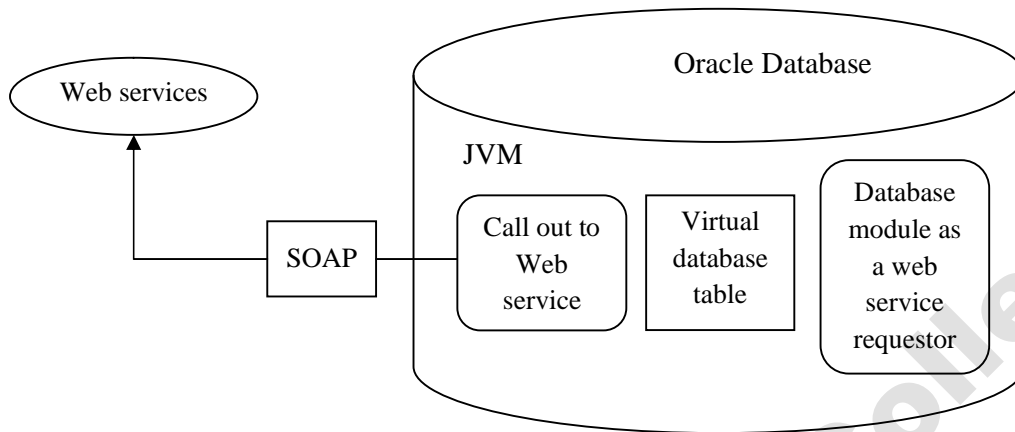 Oracle Database
Web services
JVM
SOAP
Call out to
Web
service
Virtual
database
table
Database
module as
a web
service
requestor